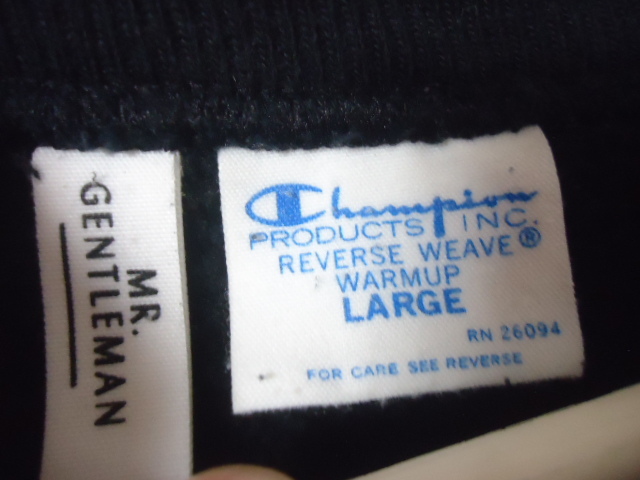 MR.
GENTLEMAN
Champion
PRODUCTS INC.
REVERSE WEAVE®
WARMUP
LARGE
RN 26094
FOR CARE SEE REVERSE